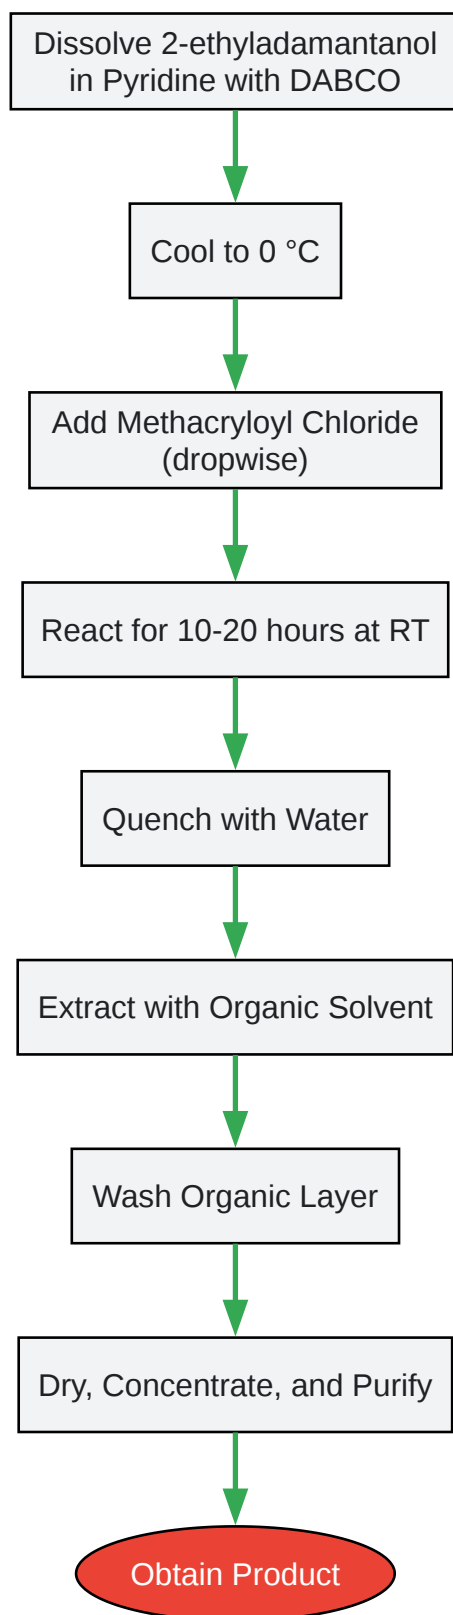 Dissolve 2-ethyladamantanol
in Pyridine with DABCO
Cool to 0 °C
Add Methacryloyl Chloride
(dropwise)
React for 10-20 hours at RT
Quench with Water
Extract with Organic Solvent
Wash Organic Layer
Dry, Concentrate, and Purify
Obtain Product